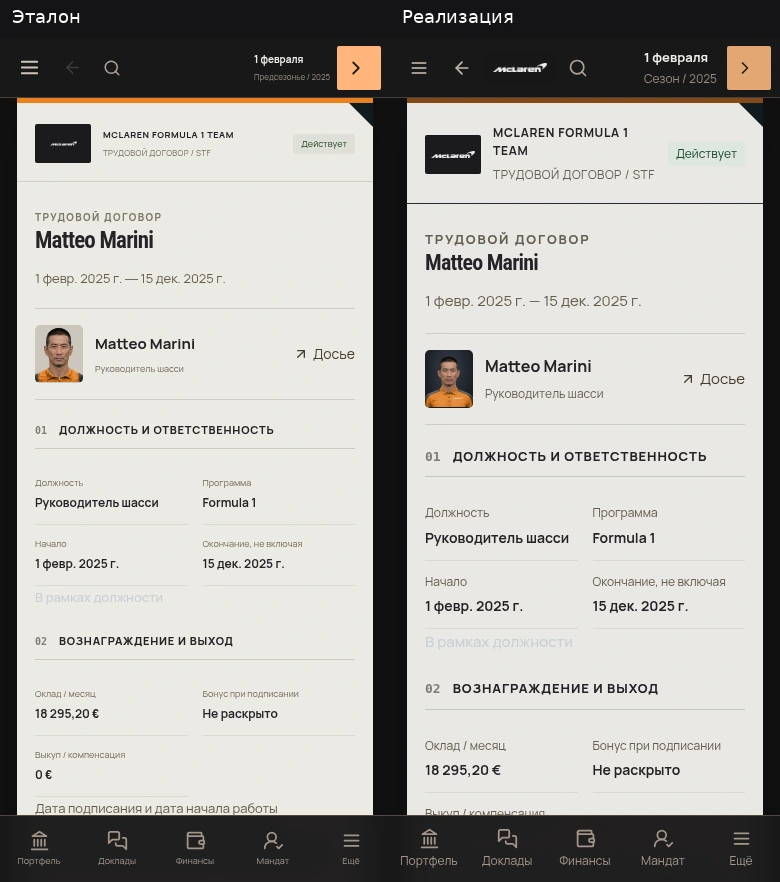 Эталон
1 февраля
Предсезонье / 2025
McLaren
MCLAREN FORMULA 1 TEAM
ТРУДОВОЙ ДОГОВОР / STF
Действует
ТРУДОВОЙ ДОГОВОР
Matteo Marini
1 февр. 2025 г. — 15 дек. 2025 г.
Matteo Marini
Руководитель шасси
Досье
01 ДОЛЖНОСТЬ И ОТВЕТСТВЕННОСТЬ
Должность
Руководитель шасси
Программа
Formula 1
Начало
1 февр. 2025 г.
Окончание, не включая
15 дек. 2025 г.
В рамках должности
02 ВОЗНАГРАЖДЕНИЕ И ВЫХОД
Оклад / месяц
18 295,20 €
Бонус при подписании
Не раскрыто
Выкуп / компенсация
0 €
Дата подписания и дата начала работы
Портфель
Доклады
Финансы
Мандат
Ещё
Реализация
McLaren
1 февраля
Сезон / 2025
McLaren
MCLAREN FORMULA 1
TEAM
ТРУДОВОЙ ДОГОВОР / STF
Действует
ТРУДОВОЙ ДОГОВОР
Matteo Marini
1 февр. 2025 г. — 15 дек. 2025 г.
Matteo Marini
Руководитель шасси
Досье
01 ДОЛЖНОСТЬ И ОТВЕТСТВЕННОСТЬ
Должность
Руководитель шасси
Программа
Formula 1
Начало
1 февр. 2025 г.
Окончание, не включая
15 дек. 2025 г.
В рамках должности
02 ВОЗНАГРАЖДЕНИЕ И ВЫХОД
Оклад / месяц
18 295,20 €
Бонус при подписании
Не раскрыто
Выкуп / компенсация
Портфель
Доклады
Финансы
Мандат
Ещё